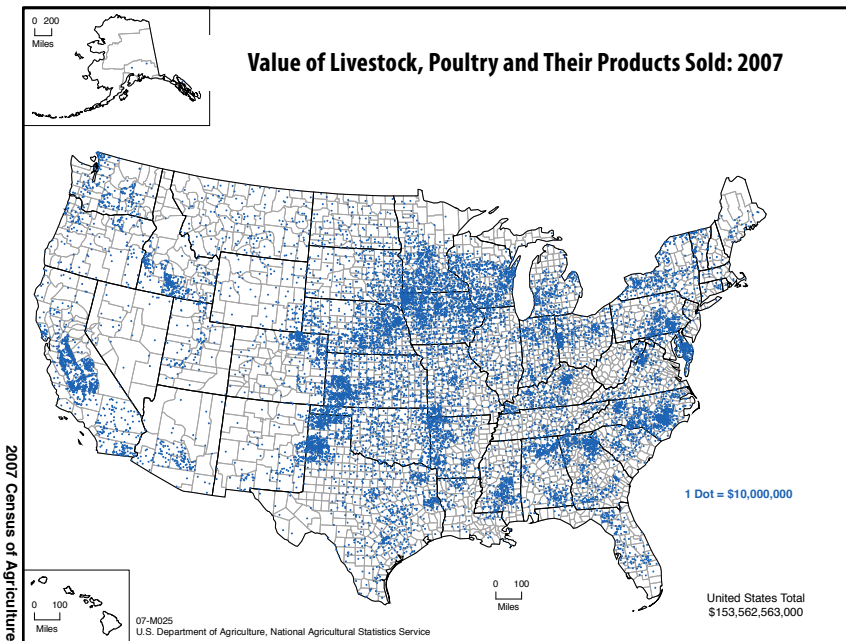 0 200
Miles
Value of Livestock, Poultry and Their Products Sold: 2007
1 Dot = $10,000,000
2007 Census of Agriculture
0 100
Miles
0 100
Miles
United States Total
$153,562,563,000
07-M025
U.S. Department of Agriculture, National Agricultural Statistics Service